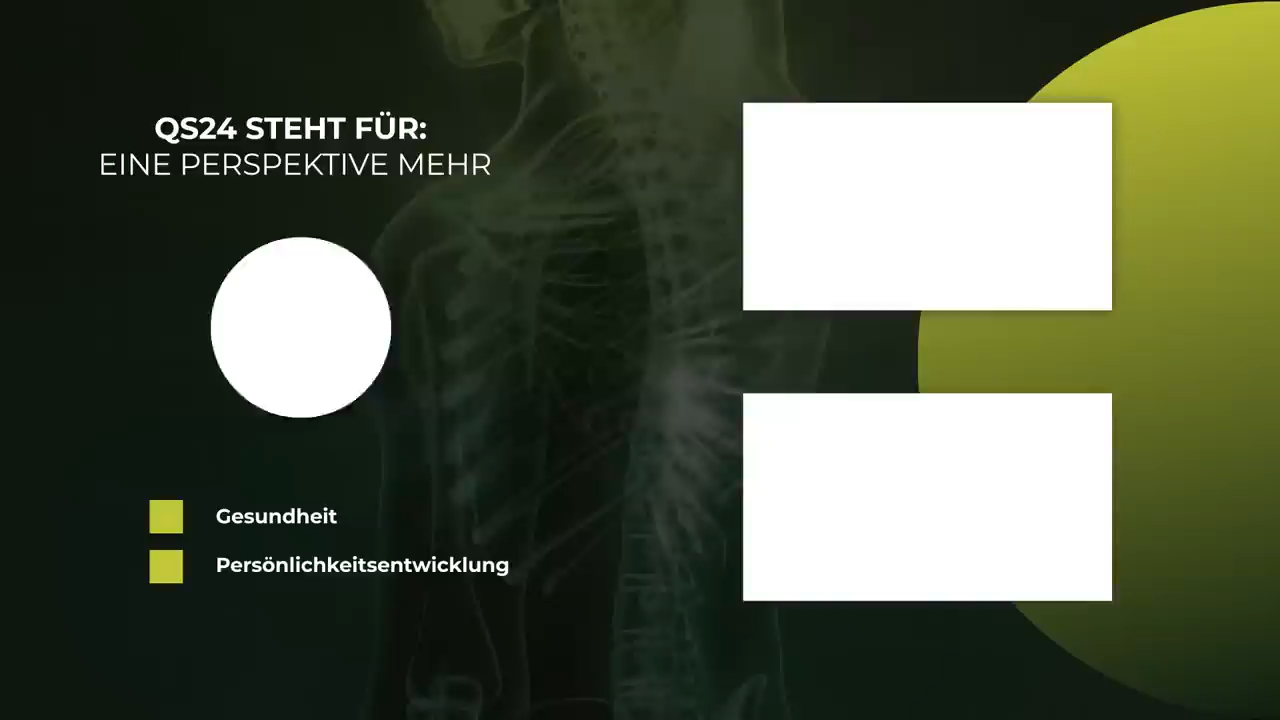 QS24 STEHT FÜR:
EINE PERSPEKTIVE MEHR
Gesundheit
Persönlichkeitsentwicklung